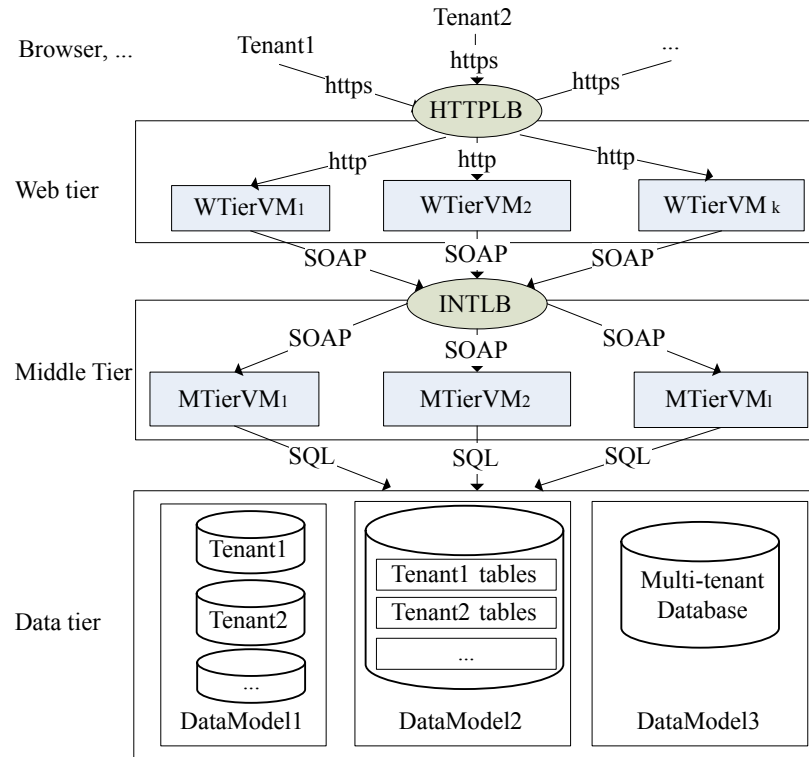 Tenant2
Browser, ...
Tenant1
...
https
https
https
HTTPLB
http
http
http
Web tier
WTierVM1
WTierVM2
WTierVM k
SOAP
SOAP
SOAP
INTLB
SOAP
SOAP
SOAP
Middle Tier
MTierVM1
MTierVM2
MTierVMl
SQL
SQL
SQL
Data tier
Tenant1
Tenant2
...
DataModel1
Tenant1 tables
Tenant2 tables
...
DataModel2
Multi-tenant
Database
DataModel3